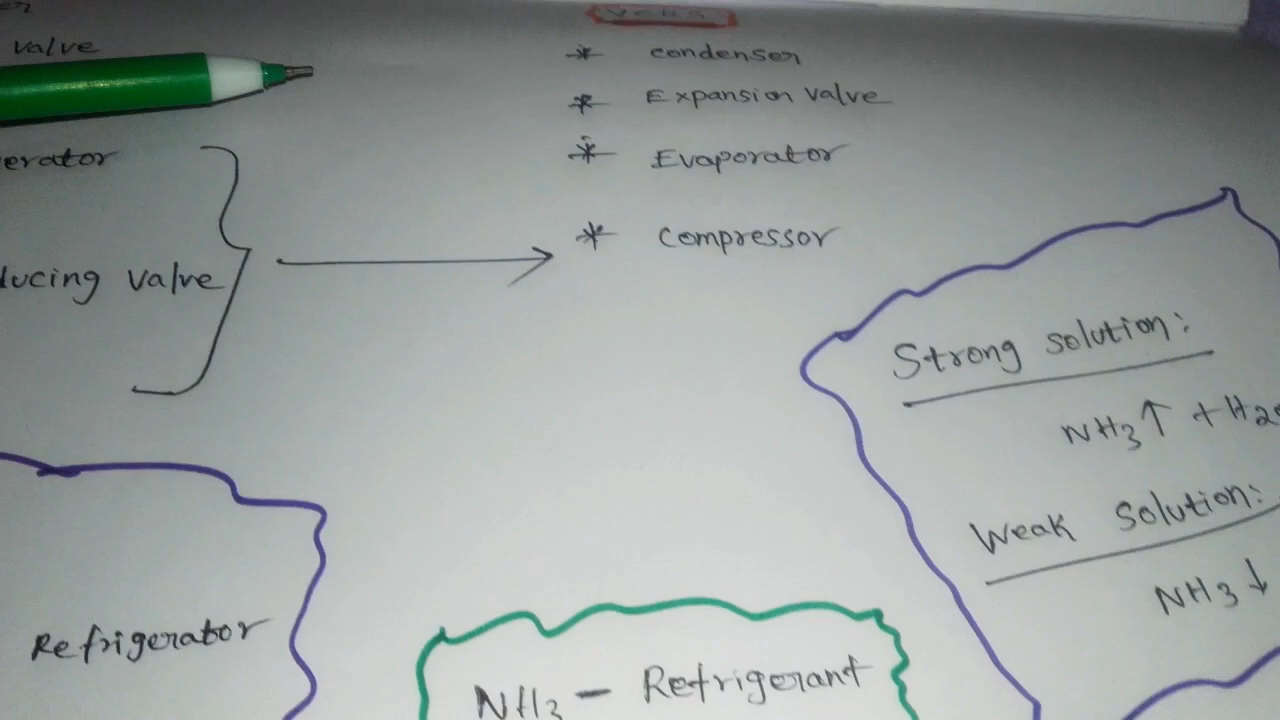 valve
erator
ducing valve
* condenser
* Expansion valve
* Evaporator
* compressor
Strong solution:
NH3↑ + H2
Weak solution:
NH3↓
Refrigerator
NH3 - Refrigerant